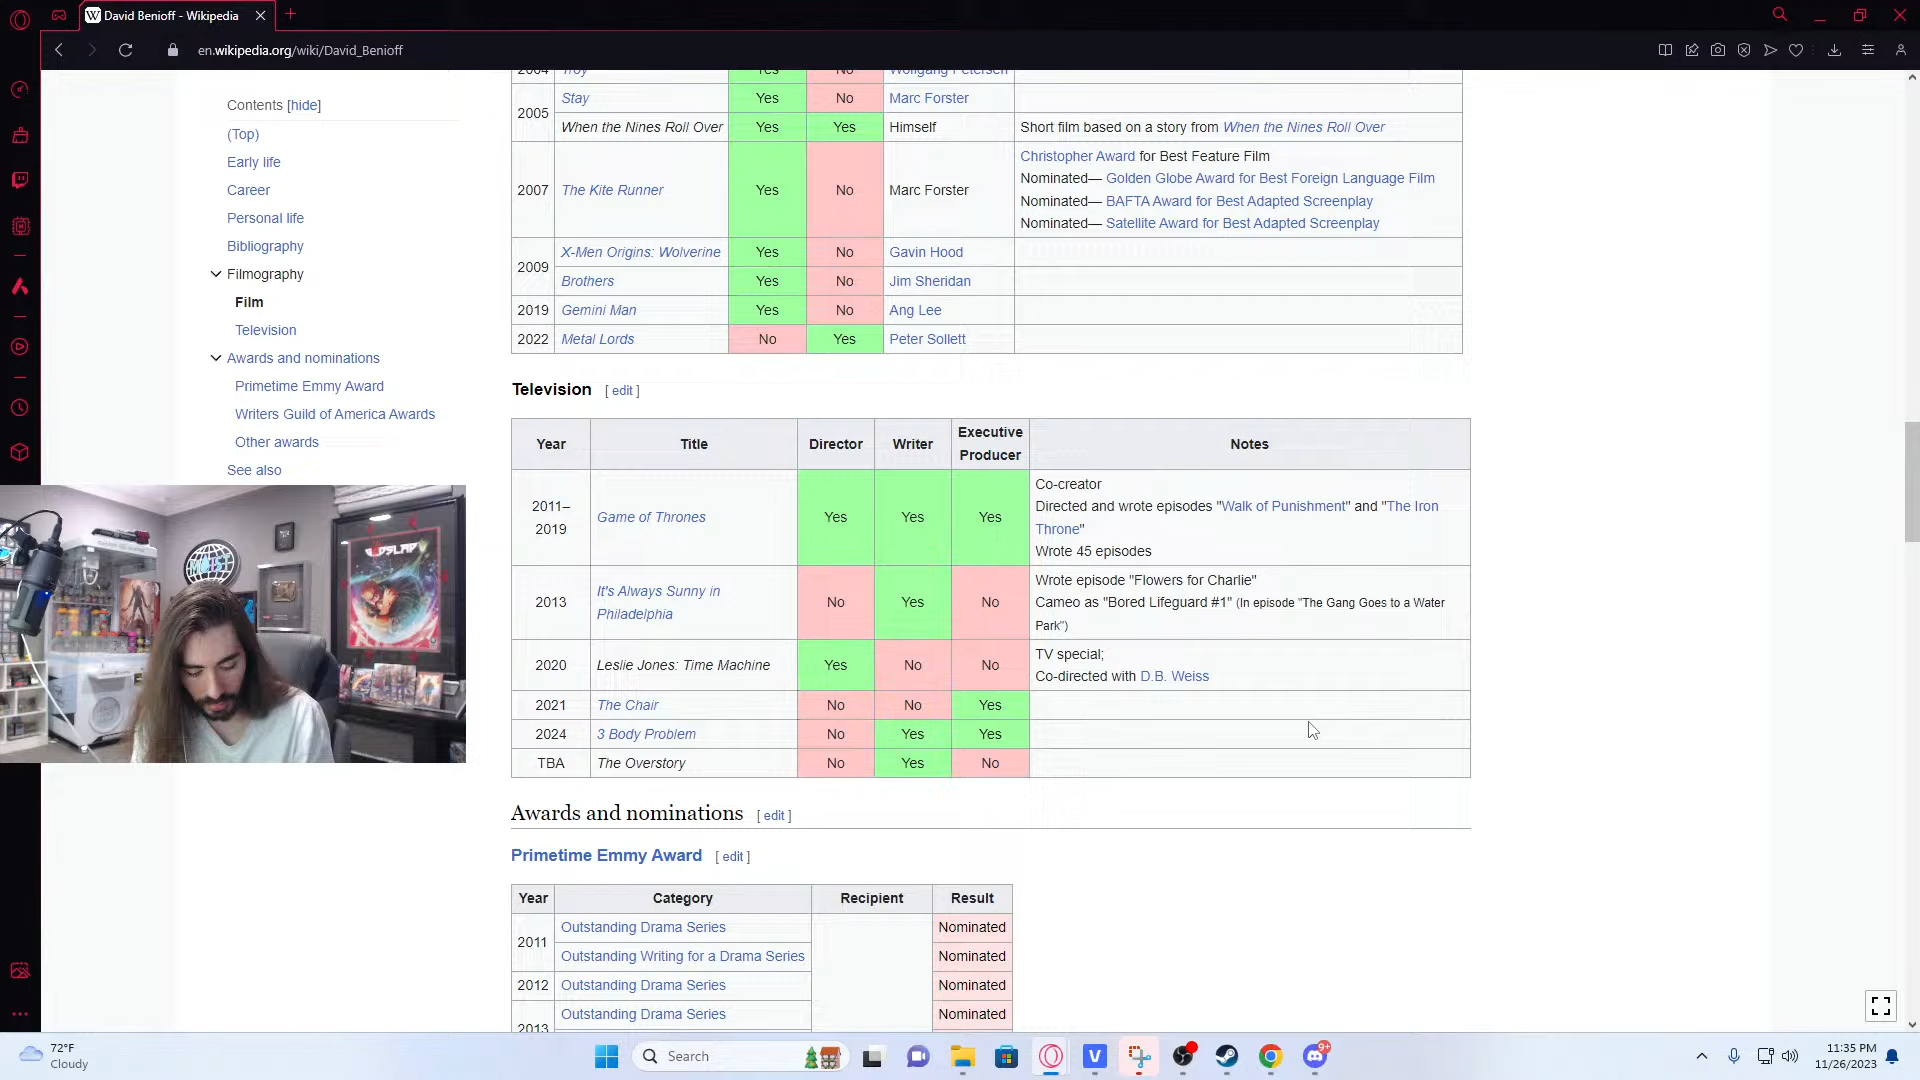 David Benioff - Wikipedia
en.wikipedia.org/wiki/David_Benioff
Contents [hide]
(Top)
Early life
Career
Personal life
Bibliography
Filmography
Film
Television
Awards and nominations
Primetime Emmy Award
Writers Guild of America Awards
Other awards
See also
2004 Troy Yes No Wolfgang Petersen
2005 Stay Yes No Marc Forster
When the Nines Roll Over Yes Yes Himself Short film based on a story from When the Nines Roll Over
2007 The Kite Runner Yes No Marc Forster Christopher Award for Best Feature Film
Nominated— Golden Globe Award for Best Foreign Language Film
Nominated— BAFTA Award for Best Adapted Screenplay
Nominated— Satellite Award for Best Adapted Screenplay
2009 X-Men Origins: Wolverine Yes No Gavin Hood
Brothers Yes No Jim Sheridan
2019 Gemini Man Yes No Ang Lee
2022 Metal Lords No Yes Peter Sollett
Television [ edit ]
Year Title Director Writer Executive Producer Notes
2011–
2019 Game of Thrones Yes Yes Yes Co-creator
Directed and wrote episodes "Walk of Punishment" and "The Iron
Throne"
Wrote 45 episodes
2013 It's Always Sunny in
Philadelphia No Yes No Wrote episode "Flowers for Charlie"
Cameo as "Bored Lifeguard #1" (In episode "The Gang Goes to a Water
Park")
2020 Leslie Jones: Time Machine Yes No No TV special;
Co-directed with D.B. Weiss
2021 The Chair No No Yes
2024 3 Body Problem No Yes Yes
TBA The Overstory No Yes No
Awards and nominations [ edit ]
Primetime Emmy Award [ edit ]
Year Category Recipient Result
2011 Outstanding Drama Series Nominated
Outstanding Writing for a Drama Series Nominated
2012 Outstanding Drama Series Nominated
2013 Outstanding Drama Series Nominated
MOIST
72°F
Cloudy
Search
9+
11:35 PM
11/26/2023